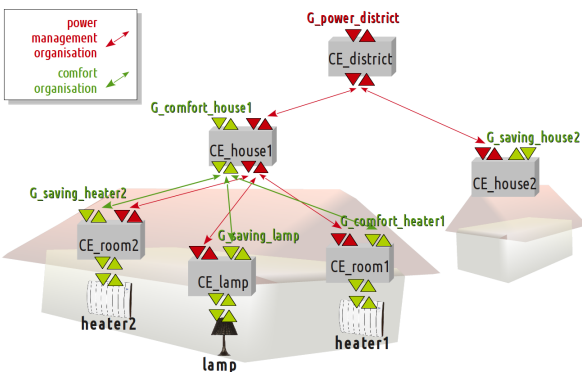 power
management
organisation
comfort
organisation
G_power_district
CE_district
G_comfort_house1
CE_house1
G_saving_house2
CE_house2
G_saving_heater2
CE_room2
G_saving_lamp
CE_lamp
G_comfort_heater1
CE_room1
heater2
lamp
heater1